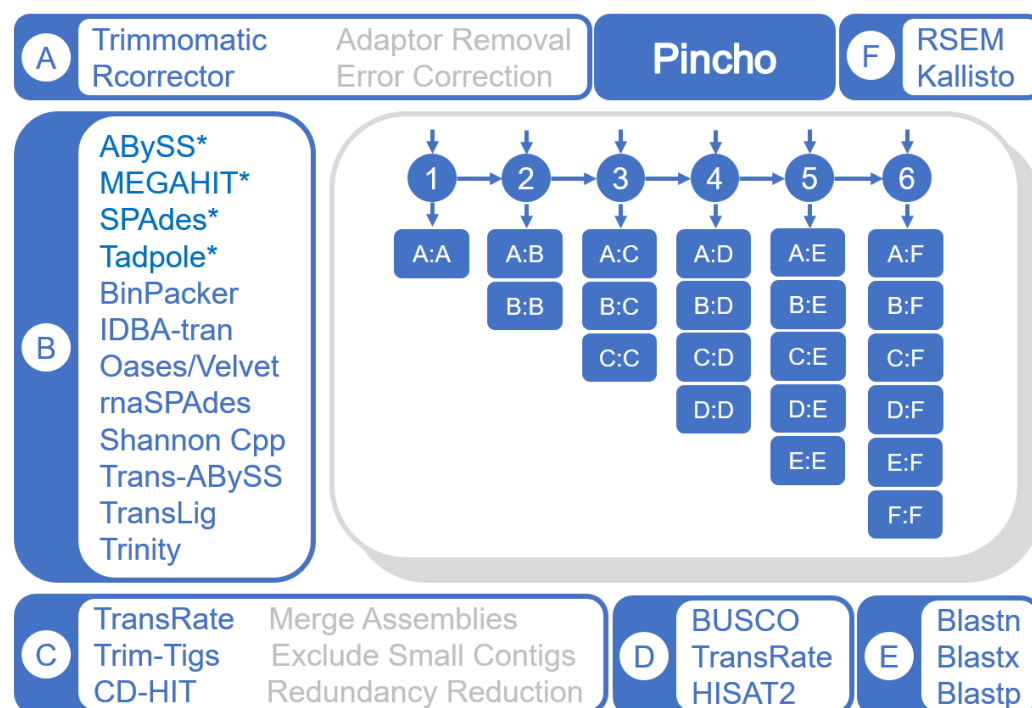 A
Trimmomatic Adaptor Removal
Rcorrector Error Correction
Pincho
F
RSEM
Kallisto
B
ABySS*
MEGAHIT*
SPAdes*
Tadpole*
BinPacker
IDBA-tran
Oases/Velvet
rnaSPAdes
Shannon Cpp
Trans-ABySS
TransLig
Trinity
1 2 3 4 5 6
A:A A:B A:C A:D A:E A:F
B:B B:C B:D B:E B:F
C:C C:D C:E C:F
D:D D:E D:F
E:E E:F
F:F
C
TransRate Merge Assemblies
Trim-Tigs Exclude Small Contigs
CD-HIT Redundancy Reduction
D
BUSCO
TransRate
HISAT2
E
Blastn
Blastx
Blastp